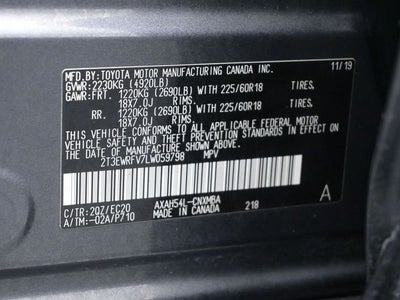 MFD.BY:TOYOTA MOTOR MANUFACTURING CANADA INC. 11/19
GVWR:2230KG (4920LB)
GAWR:FRT. 1220KG (2690LB) WITH 225/60R18 TIRES.
18X7.0J RIMS.
RR. 1220KG (2690LB) WITH 225/60R18 TIRES.
18X7.0J RIMS.
THIS VEHICLE CONFORMS TO ALL APPLICABLE FEDERAL MOTOR
VEHICLE SAFETY STANDARDS AND THEFT PREVENTION STANDARD
IN EFFECT ON THE DATE OF MANUFACTURE SHOWN ABOVE.
2T3EWRFV7LW059798 MPV
C/TR:2QZ/EC20 AXAH54L-CNXMBA A
A/TM:-02A/P710 MADE IN CANADA 218